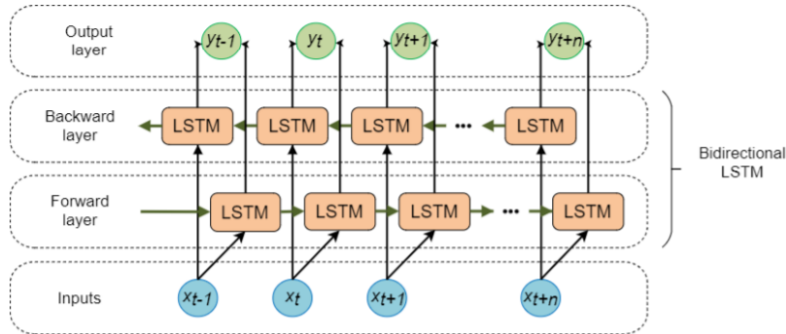 Output
layer
yt-1 yt yt+1 yt+n
Backward
layer
LSTM LSTM LSTM ... LSTM
Bidirectional
LSTM
Forward
layer
LSTM LSTM LSTM ... LSTM
Inputs
xt-1 xt xt+1 xt+n